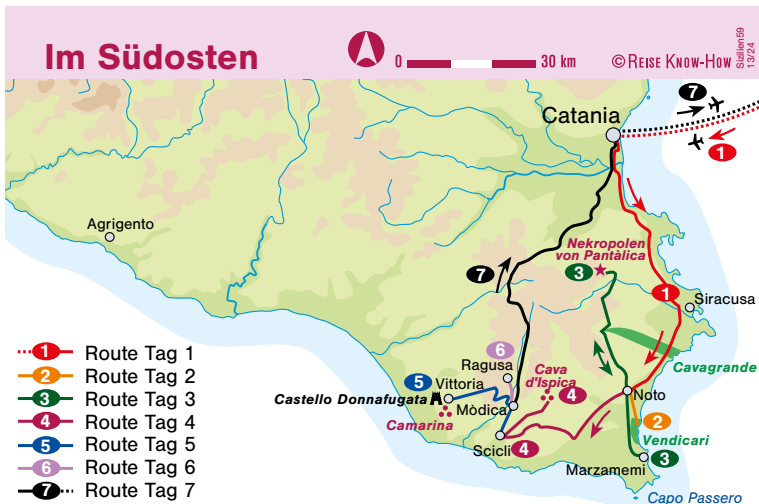 Im Südosten
0 30 km
© REISE KNOW-HOW
Sizilien59
13/24
7
Catania
1
Agrigento
Nekropolen
von Pantàlica
3
7
1
Siracusa
6
Ragusa
Cava
d'Ispica
Cavagrande
5
Vittoria
4
Noto
Castello Donnafugata
Mòdica
2
Camarina
Vendicari
Scicli
4
Marzamemi
3
Capo Passero
1 Route Tag 1
2 Route Tag 2
3 Route Tag 3
4 Route Tag 4
5 Route Tag 5
6 Route Tag 6
7 Route Tag 7